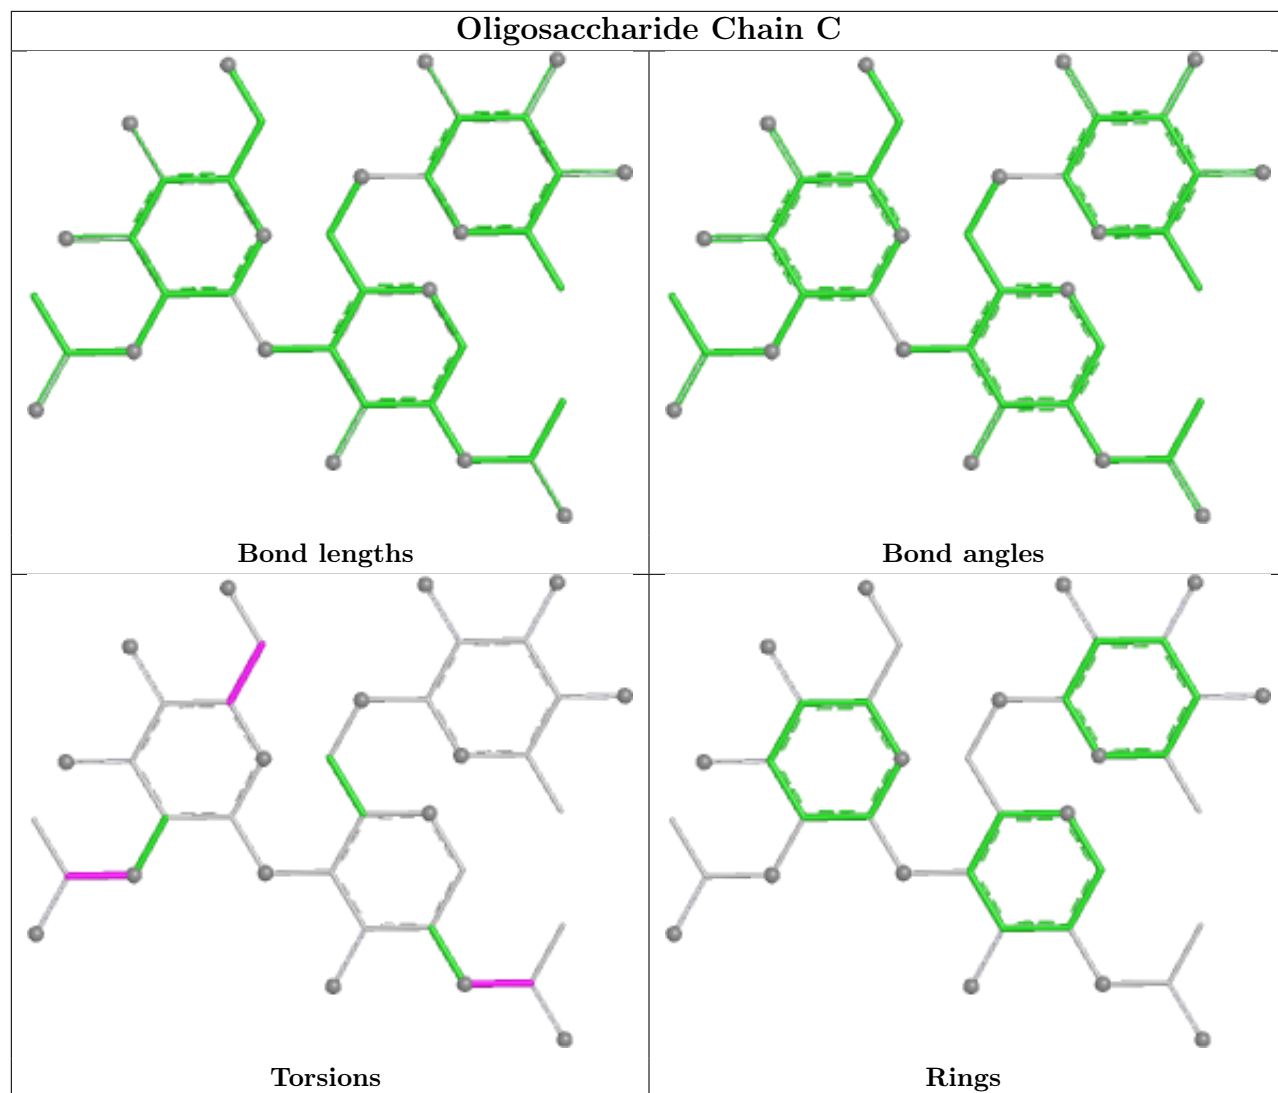 Oligosaccharide Chain C
Bond lengths
Bond angles
Torsions
Rings